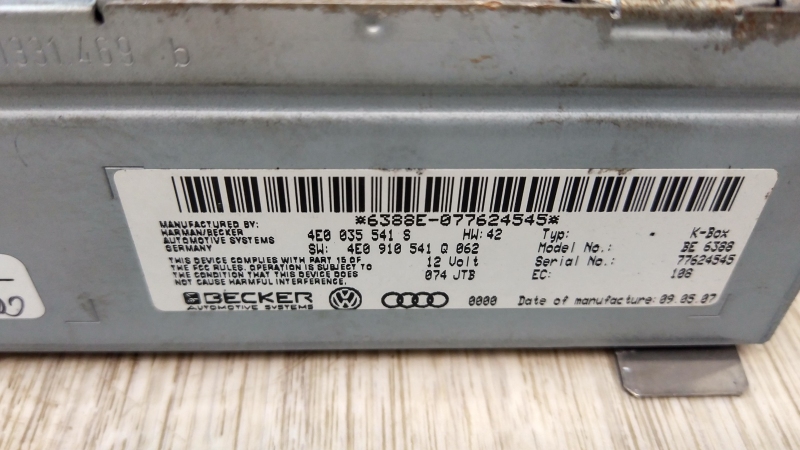 1331 469 b
*6388E-077624545*
MANUFACTURED BY:
HARMAN/BECKER
AUTOMOTIVE SYSTEMS
GERMANY
4E0 035 541 S HW:42 Typ: K-Box
SW: 4E0 910 541 Q 062 Model No.: BE 6388
THIS DEVICE COMPLIES WITH PART 15 OF
THE FCC RULES. OPERATION IS SUBJECT TO
THE CONDITION THAT THIS DEVICE DOES
NOT CAUSE HARMFUL INTERFERENCE.
12 Volt Serial No.: 77624545
074 JTB EC: 108
BECKER
AUTOMOTIVE SYSTEMS
0000 Date of manufacture: 09.05.07